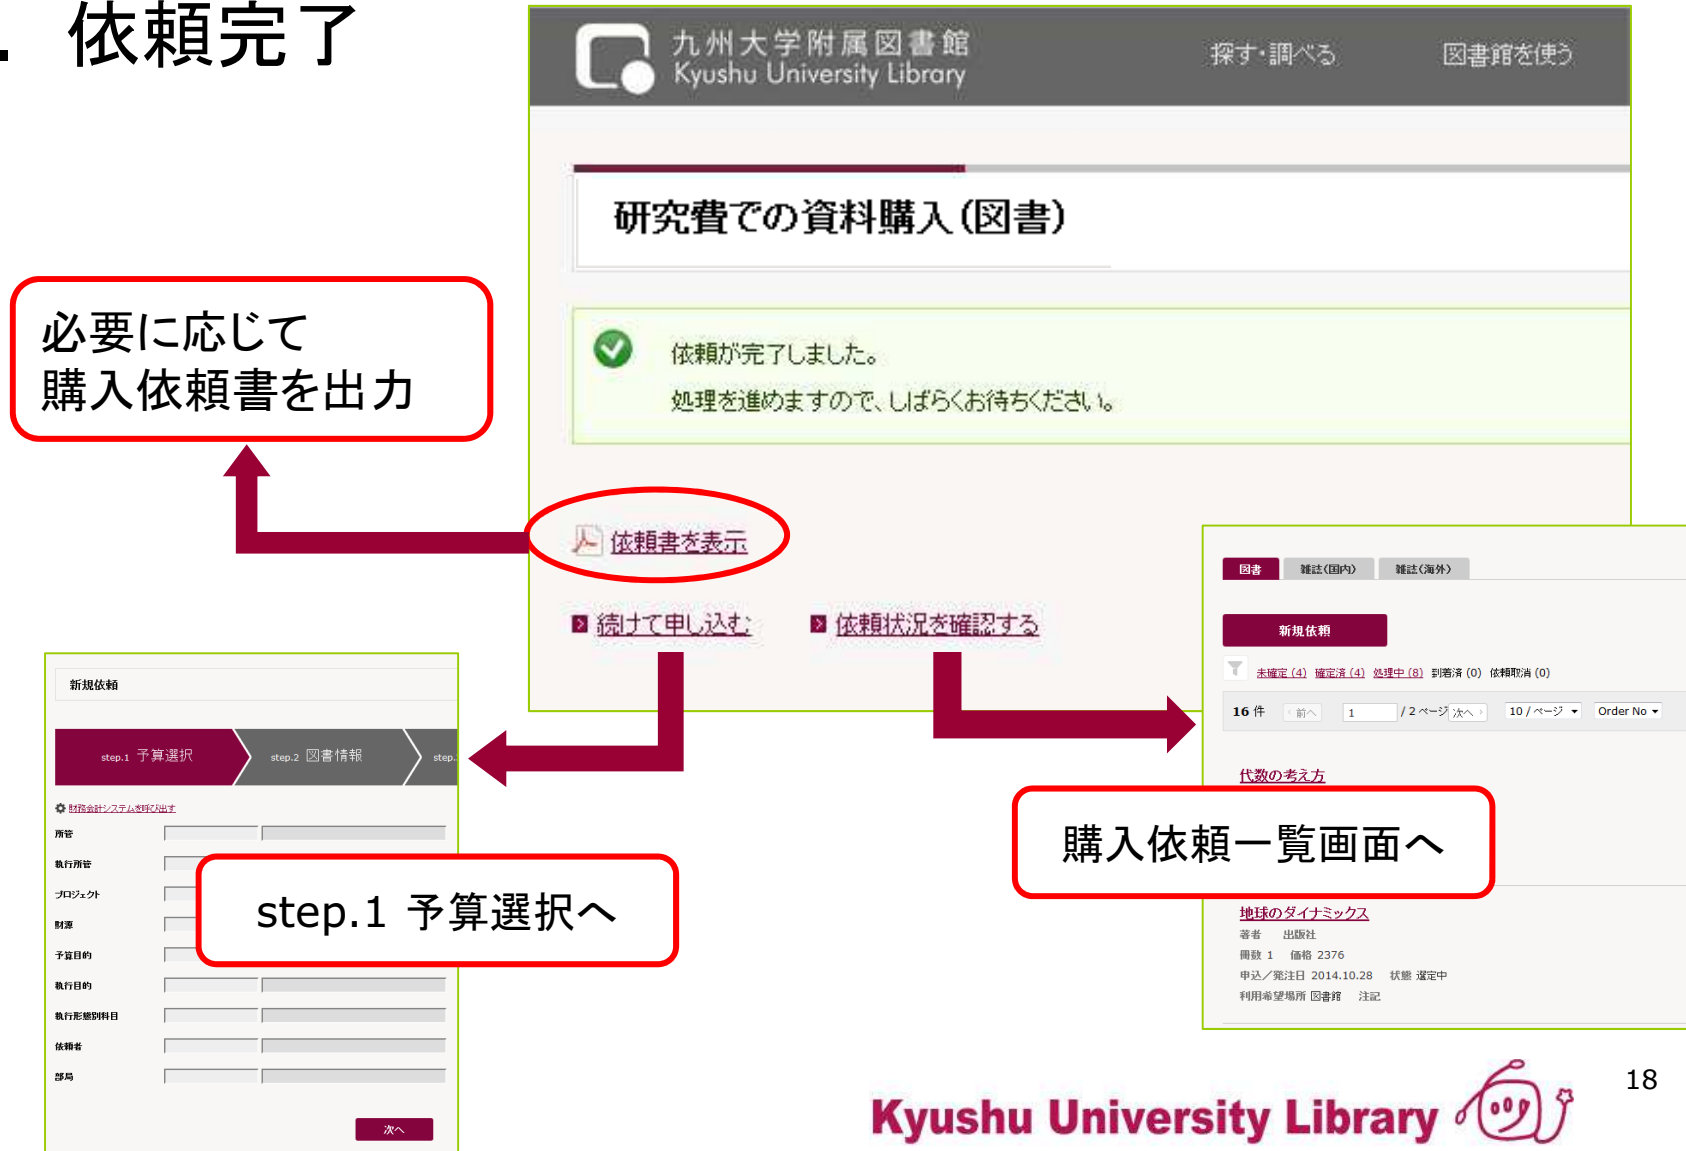 . 依頼完了
九州大学附属図書館
Kyushu University Library
探す・調べる
図書館を使う
研究費での資料購入(図書)
依頼が完了しました。
処理を進めますので、しばらくお待ちください。
必要に応じて
購入依頼書を出力
依頼書を表示
続けて申し込む
依頼状況を確認する
新規依頼
step.1 予算選択
step.2 図書情報
step.
財務会計システムを呼び出す
所管
執行所管
プロジェクト
財源
予算目的
執行目的
執行形態別科目
依頼者
部局
次へ
step.1 予算選択へ
図書
雑誌(国内)
雑誌(海外)
新規依頼
未確定 (4) 確定済 (4) 処理中 (8) 到着済 (0) 依頼取消 (0)
16 件 前へ 1 / 2 ページ 次へ 10 / ページ Order No
代数の考え方
購入依頼一覧画面へ
地球のダイナミックス
著者 出版社
冊数 1 価格 2376
申込/発注日 2014.10.28 状態 選定中
利用希望場所 図書館 注記
Kyushu University Library
18